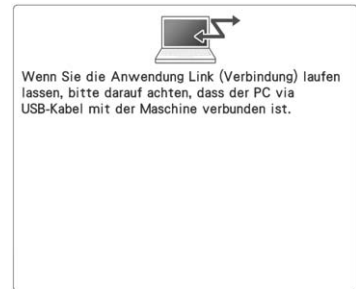 Wenn Sie die Anwendung Link (Verbindung) laufen
lassen, bitte darauf achten, dass der PC via
USB-Kabel mit der Maschine verbunden ist.